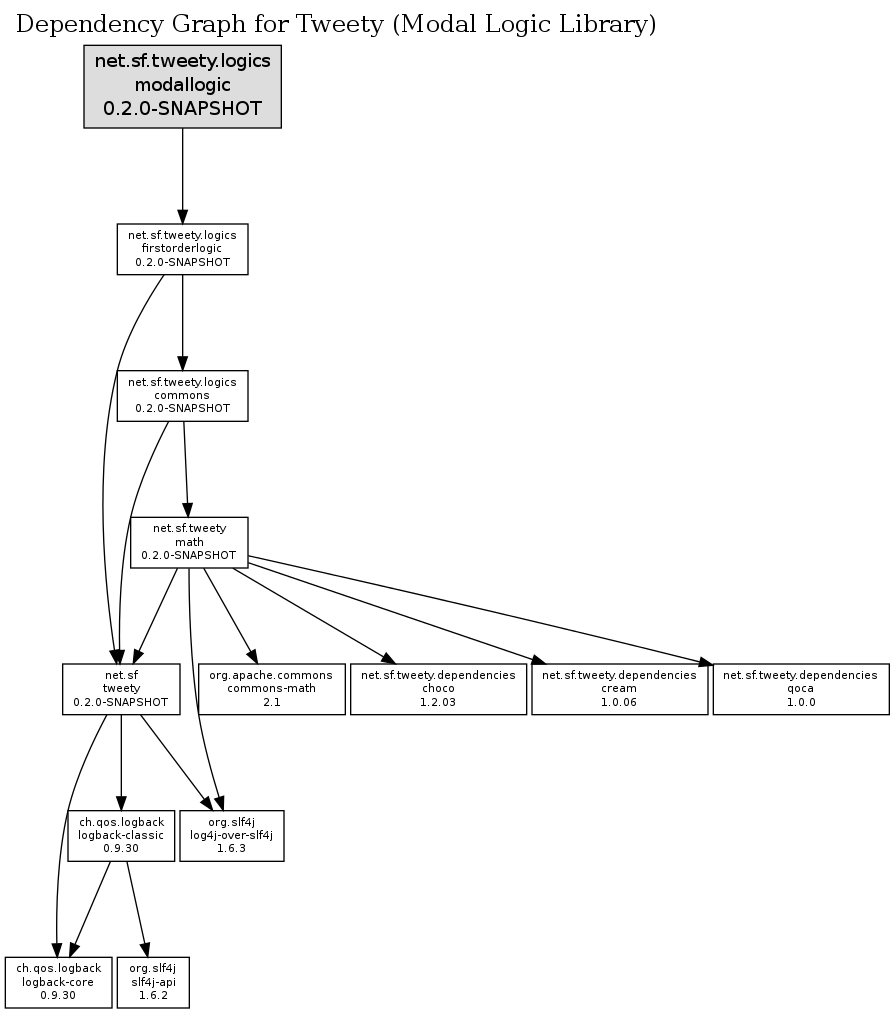 Dependency Graph for Tweety (Modal Logic Library)
net.sf.tweety.logics
modallogic
0.2.0-SNAPSHOT
net.sf.tweety.logics
firstorderlogic
0.2.0-SNAPSHOT
net.sf.tweety.logics
commons
0.2.0-SNAPSHOT
net.sf.tweety
math
0.2.0-SNAPSHOT
net.sf
tweety
0.2.0-SNAPSHOT
org.apache.commons
commons-math
2.1
net.sf.tweety.dependencies
choco
1.2.03
net.sf.tweety.dependencies
cream
1.0.06
net.sf.tweety.dependencies
qoca
1.0.0
ch.qos.logback
logback-classic
0.9.30
org.slf4j
log4j-over-slf4j
1.6.3
ch.qos.logback
logback-core
0.9.30
org.slf4j
slf4j-api
1.6.2